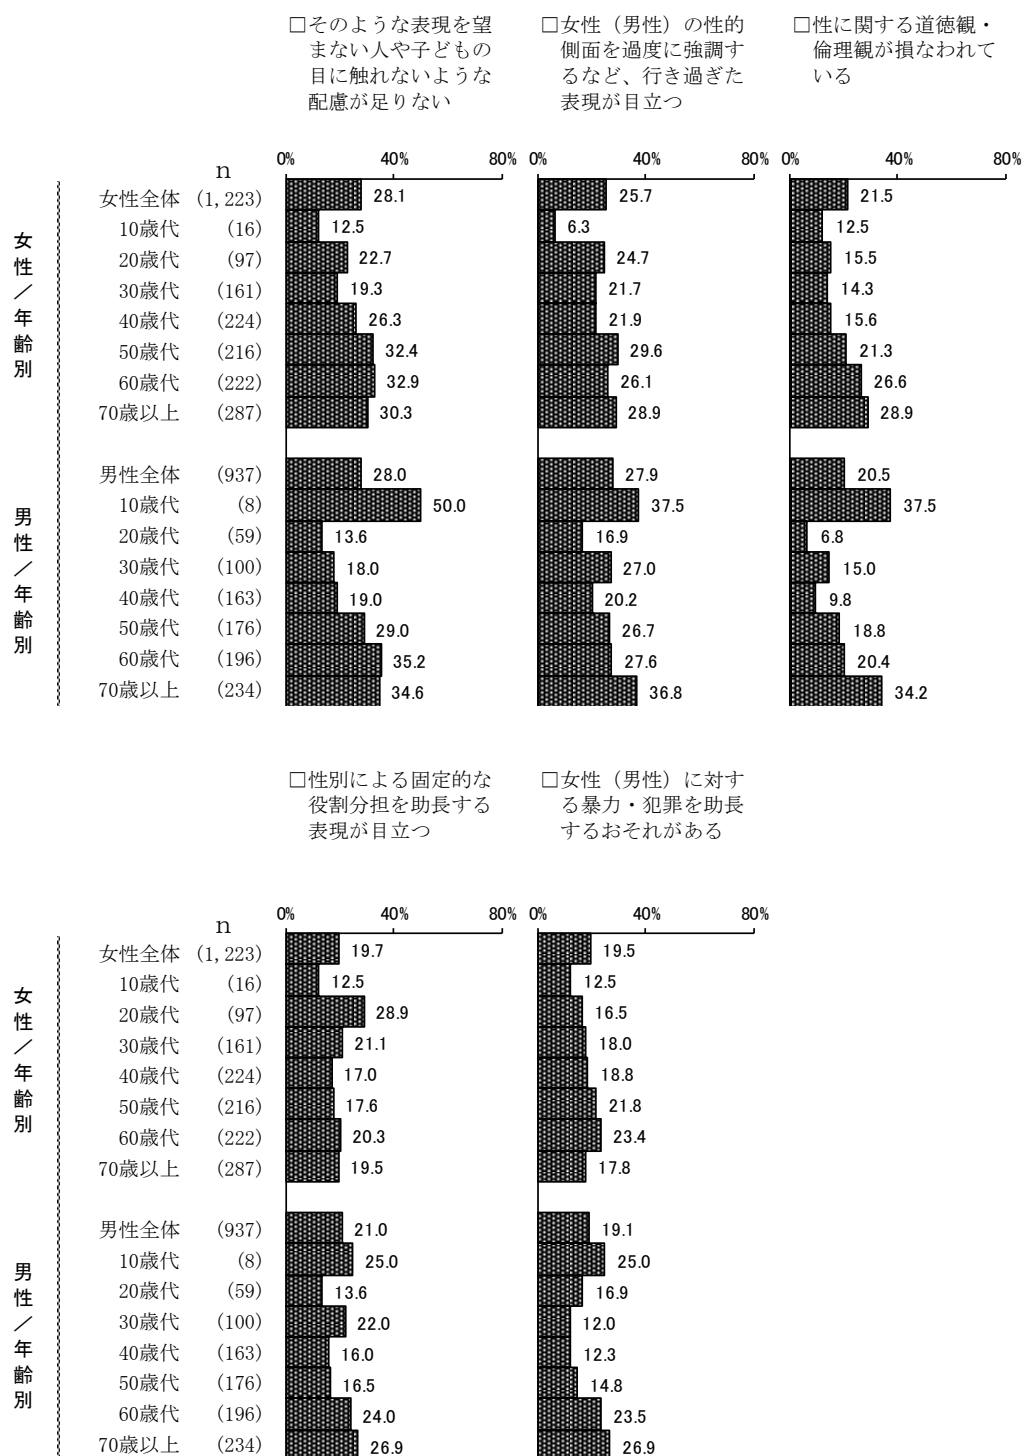 □そのような表現を望
まない人や子どもの
目に触れないような
配慮が足りない
□女性（男性）の性的
側面を過度に強調す
るなど、行き過ぎた
表現が目立つ
□性に関する道徳観・
倫理観が損なわれて
いる
n 0% 40% 80% 0% 40% 80% 0% 40% 80%
女性／年齢別
女性全体 (1,223) 28.1 25.7 21.5
10歳代 (16) 12.5 6.3 12.5
20歳代 (97) 22.7 24.7 15.5
30歳代 (161) 19.3 21.7 14.3
40歳代 (224) 26.3 21.9 15.6
50歳代 (216) 32.4 29.6 21.3
60歳代 (222) 32.9 26.1 26.6
70歳以上 (287) 30.3 28.9 28.9
男性／年齢別
男性全体 (937) 28.0 27.9 20.5
10歳代 (8) 50.0 37.5 37.5
20歳代 (59) 13.6 16.9 6.8
30歳代 (100) 18.0 27.0 15.0
40歳代 (163) 19.0 20.2 9.8
50歳代 (176) 29.0 26.7 18.8
60歳代 (196) 35.2 27.6 20.4
70歳以上 (234) 34.6 36.8 34.2
□性別による固定的な
役割分担を助長する
表現が目立つ
□女性（男性）に対す
る暴力・犯罪を助長
するおそれがある
n 0% 40% 80% 0% 40% 80%
女性／年齢別
女性全体 (1,223) 19.7 19.5
10歳代 (16) 12.5 12.5
20歳代 (97) 28.9 16.5
30歳代 (161) 21.1 18.0
40歳代 (224) 17.0 18.8
50歳代 (216) 17.6 21.8
60歳代 (222) 20.3 23.4
70歳以上 (287) 19.5 17.8
男性／年齢別
男性全体 (937) 21.0 19.1
10歳代 (8) 25.0 25.0
20歳代 (59) 13.6 16.9
30歳代 (100) 22.0 12.0
40歳代 (163) 16.0 12.3
50歳代 (176) 16.5 14.8
60歳代 (196) 24.0 23.5
70歳以上 (234) 26.9 26.9